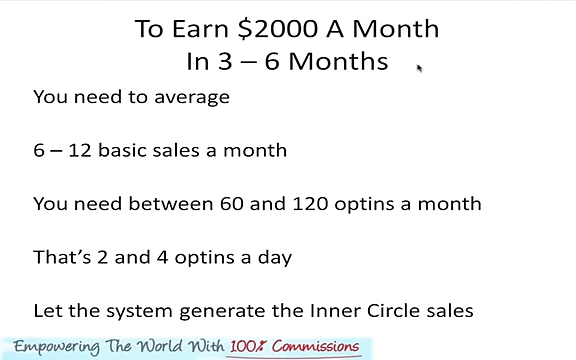 To Earn $2000 A Month
In 3 – 6 Months
You need to average
6 – 12 basic sales a month
You need between 60 and 120 optins a month
That's 2 and 4 optins a day
Let the system generate the Inner Circle sales
Empowering The World With 100% Commissions